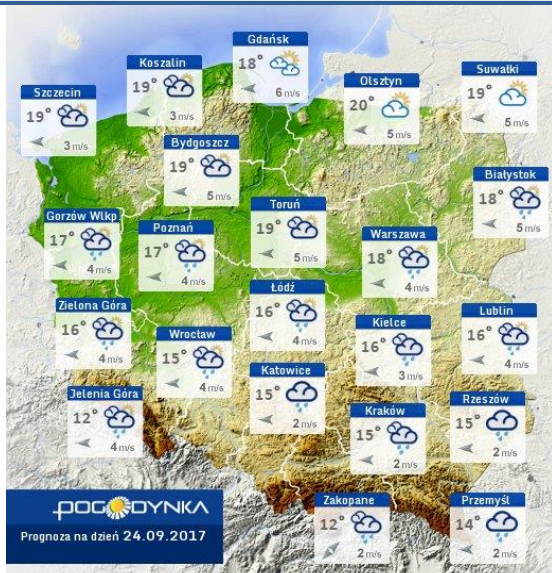 Gdańsk
18°
6 m/s
Koszalin
19°
3 m/s
Szczecin
19°
3 m/s
Olsztyn
20°
5 m/s
Suwałki
19°
5 m/s
Bydgoszcz
19°
5 m/s
Białystok
18°
5 m/s
Gorzów Wlkp.
17°
4 m/s
Poznań
17°
4 m/s
Toruń
19°
5 m/s
Warszawa
18°
4 m/s
Zielona Góra
16°
4 m/s
Wrocław
15°
4 m/s
Łódź
16°
4 m/s
Kielce
16°
3 m/s
Lublin
16°
4 m/s
Jelenia Góra
12°
4 m/s
Katowice
15°
2 m/s
Kraków
15°
2 m/s
Rzeszów
15°
2 m/s
Zakopane
12°
2 m/s
Przemyśl
14°
2 m/s
POGODYNKA
Prognoza na dzień 24.09.2017